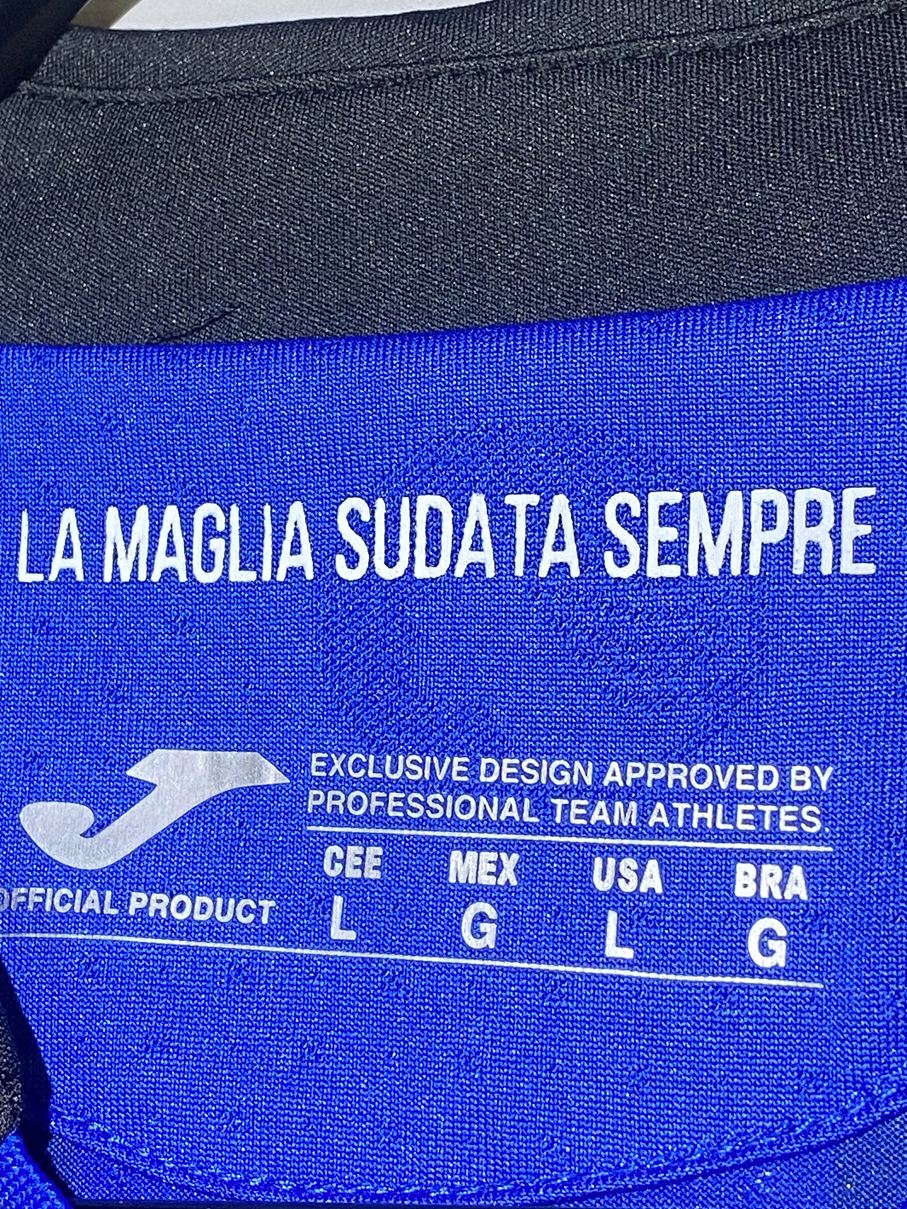 LA MAGLIA SUDATA SEMPRE
EXCLUSIVE DESIGN APPROVED BY
PROFESSIONAL TEAM ATHLETES.
CEE MEX USA BRA
L G L G
OFFICIAL PRODUCT